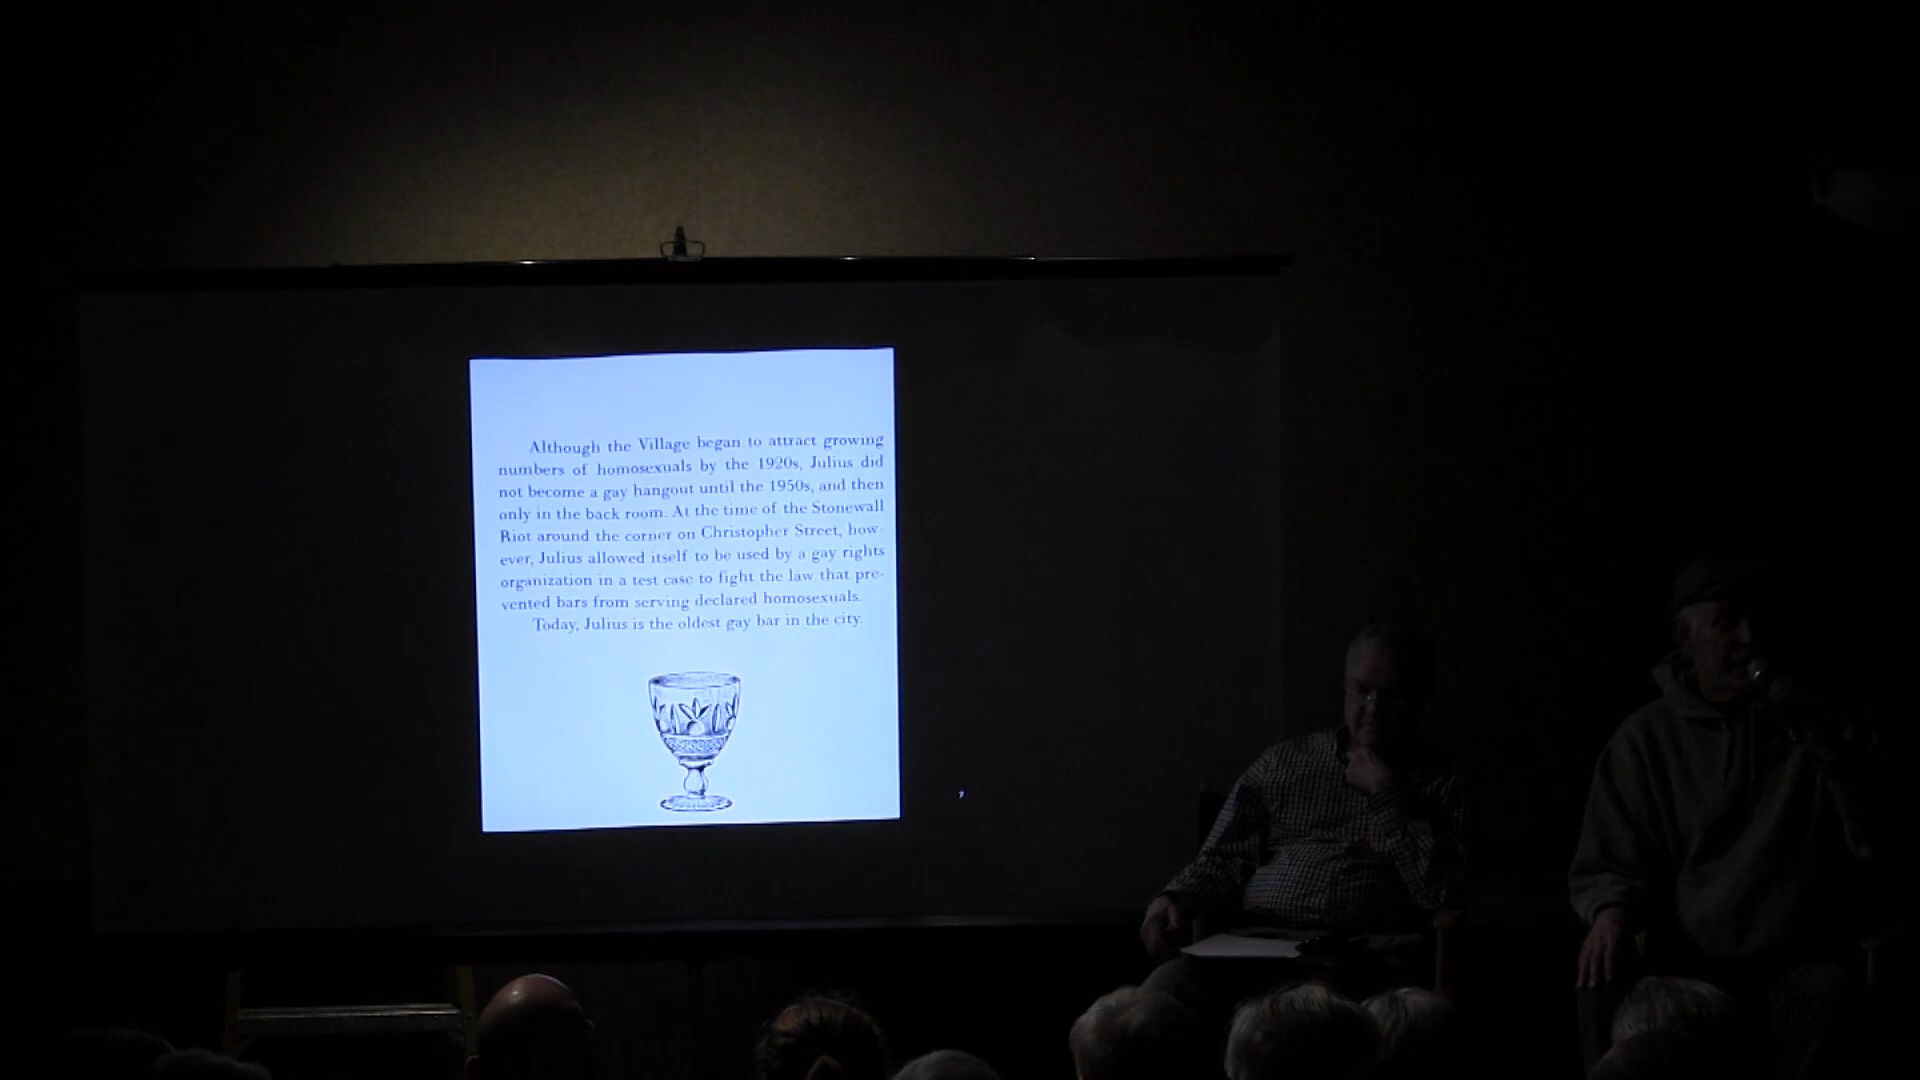 Although the Village began to attract growing
numbers of homosexuals by the 1920s, Julius did
not become a gay hangout until the 1950s, and then
only in the back room. At the time of the Stonewall
Riot around the corner on Christopher Street, how-
ever, Julius allowed itself to be used by a gay rights
organization in a test case to fight the law that pre-
vented bars from serving declared homosexuals.
Today, Julius is the oldest gay bar in the city.